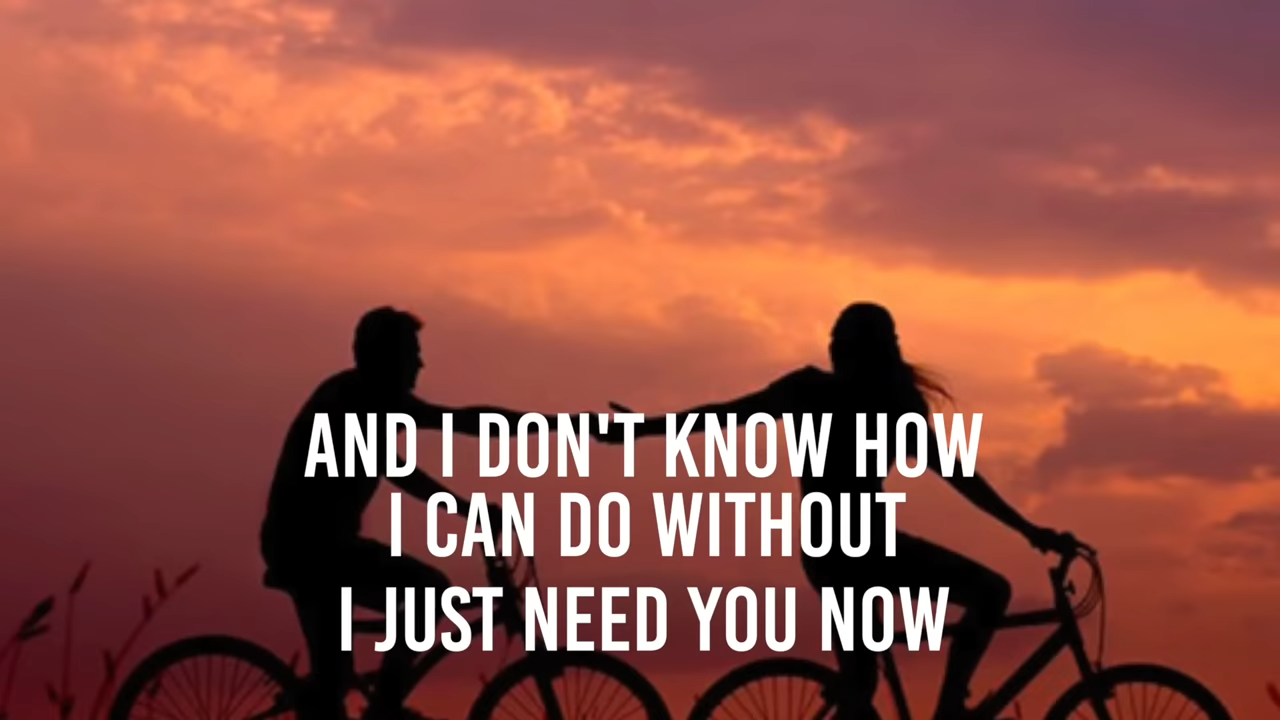 AND I DON'T KNOW HOW
I CAN DO WITHOUT
I JUST NEED YOU NOW